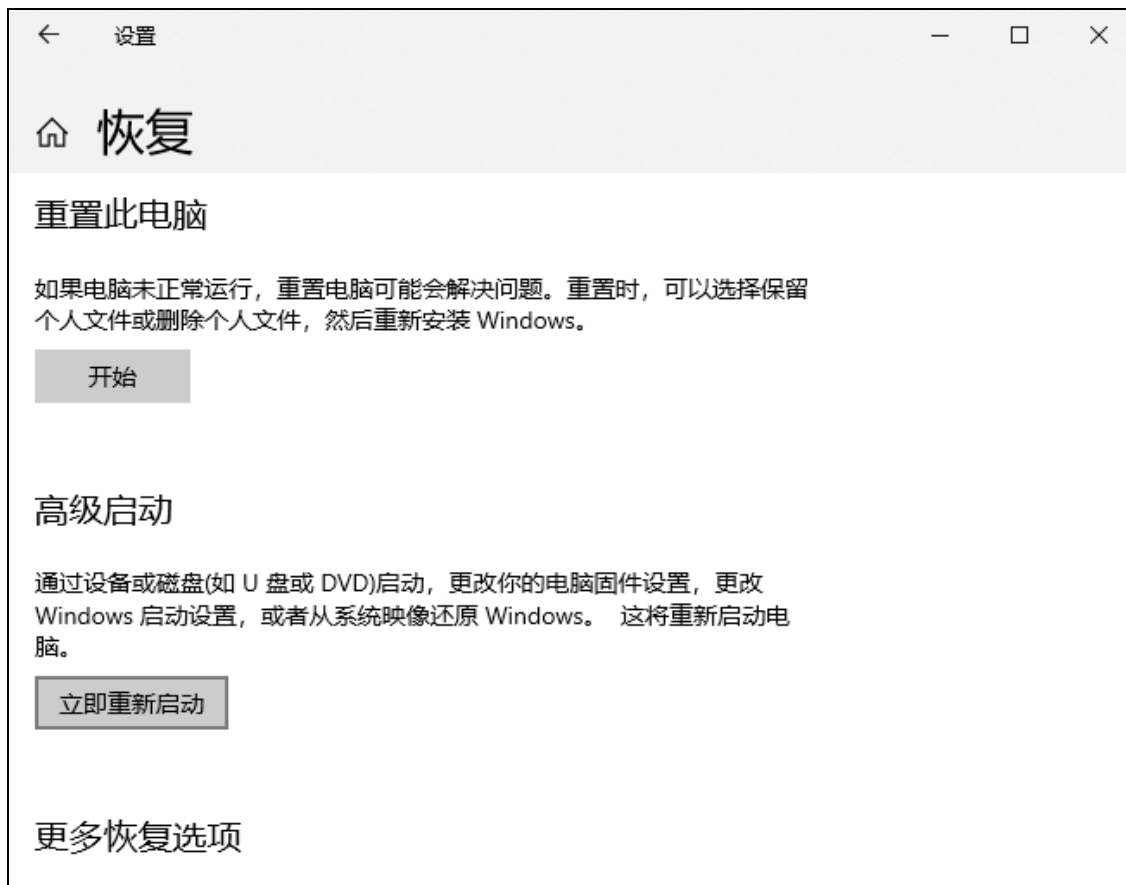 设置
恢复
重置此电脑
如果电脑未正常运行，重置电脑可能会解决问题。重置时，可以选择保留
个人文件或删除个人文件，然后重新安装 Windows。
开始
高级启动
通过设备或磁盘(如 U 盘或 DVD)启动，更改你的电脑固件设置，更改
Windows 启动设置，或者从系统映像还原 Windows。 这将重新启动电
脑。
立即重新启动
更多恢复选项